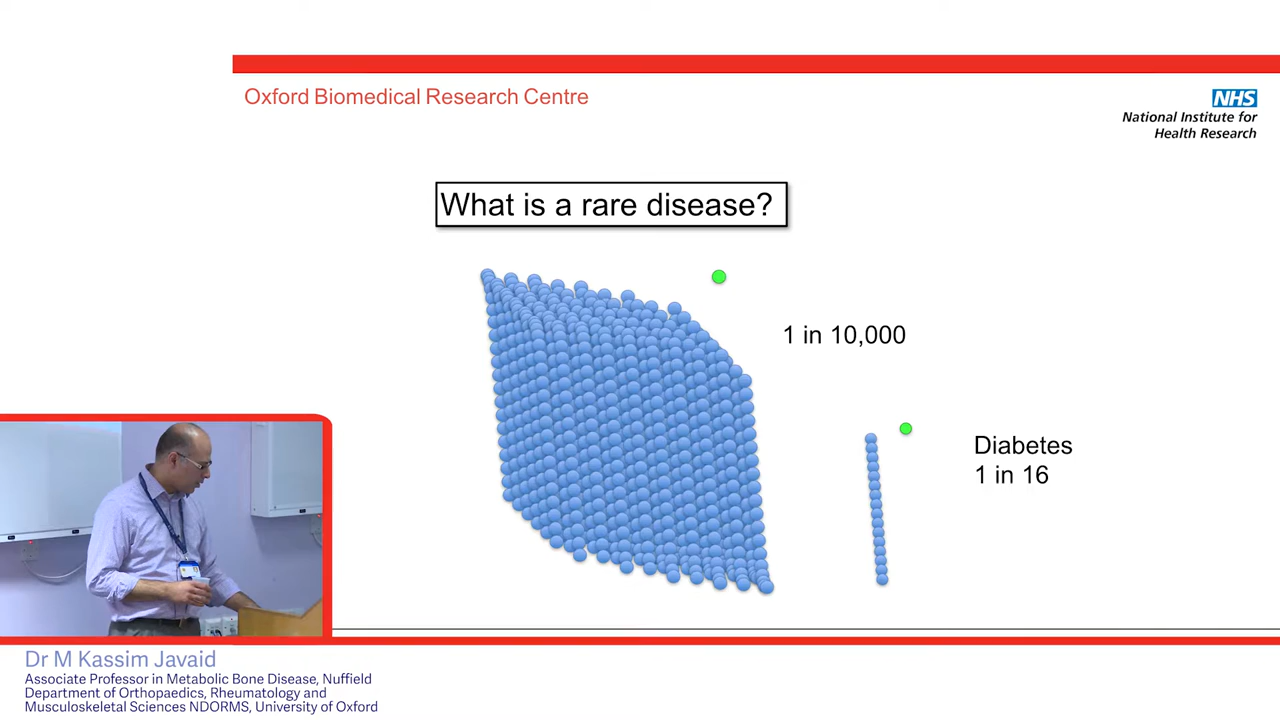 Oxford Biomedical Research Centre
NHS
National Institute for
Health Research
What is a rare disease?
1 in 10,000
Diabetes
1 in 16
Dr M Kassim Javaid
Associate Professor in Metabolic Bone Disease, Nuffield
Department of Orthopaedics, Rheumatology and
Musculoskeletal Sciences NDORMS, University of Oxford